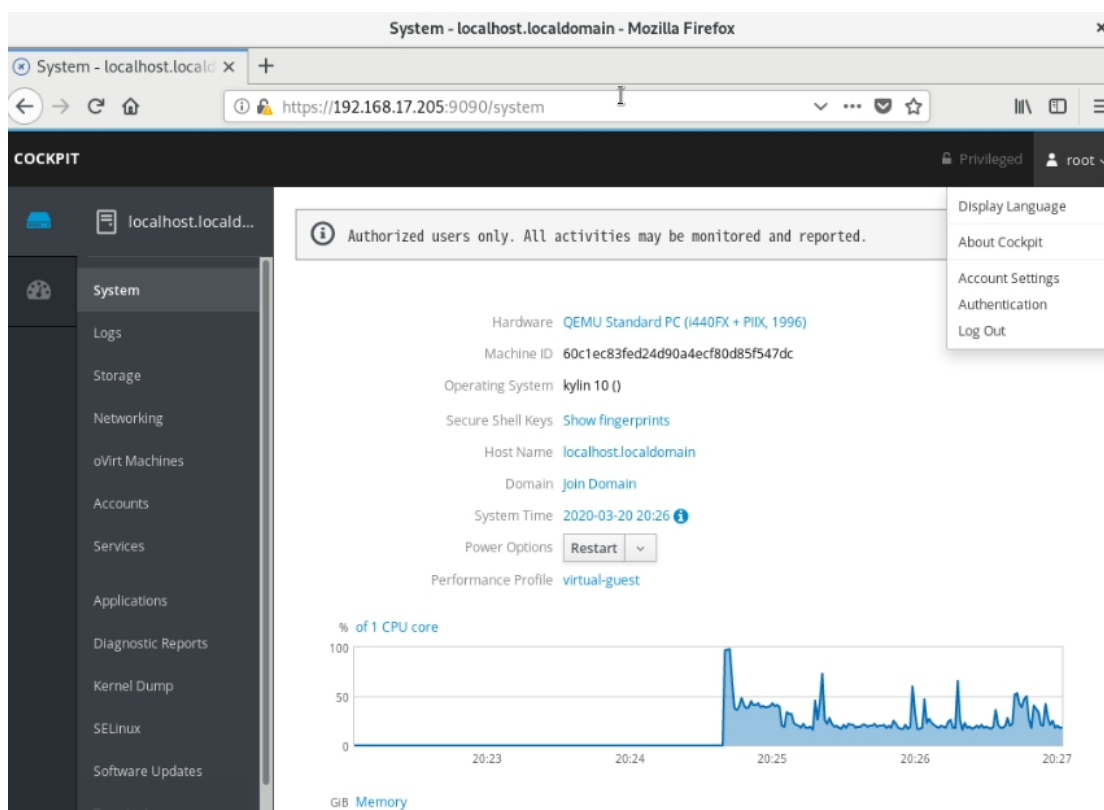 System - localhost.localdomain - Mozilla Firefox
System - localhost.locald
https://192.168.17.205:9090/system
COCKPIT
Privileged
root
localhost.locald...
System
Logs
Storage
Networking
oVirt Machines
Accounts
Services
Applications
Diagnostic Reports
Kernel Dump
SELinux
Software Updates
Display Language
About Cockpit
Account Settings
Authentication
Log Out
Authorized users only. All activities may be monitored and reported.
Hardware QEMU Standard PC (i440FX + PIIX, 1996)
Machine ID 60c1ec83fed24d90a4ecf80d85f547dc
Operating System kylin 10 ()
Secure Shell Keys Show fingerprints
Host Name localhost.localdomain
Domain Join Domain
System Time 2020-03-20 20:26
Power Options Restart
Performance Profile virtual-guest
% of 1 CPU core
100
50
0
20:23 20:24 20:25 20:26 20:27
GiB Memory